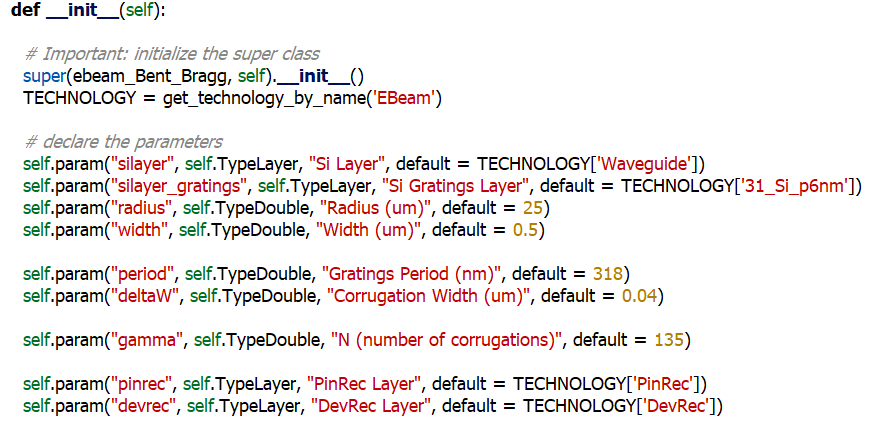 def __init__(self):
# Important: initialize the super class
super(ebeam_Bent_Bragg, self).__init__()
TECHNOLOGY = get_technology_by_name('EBeam')
# declare the parameters
self.param("silayer", self.TypeLayer, "Si Layer", default = TECHNOLOGY['Waveguide'])
self.param("silayer_gratings", self.TypeLayer, "Si Gratings Layer", default = TECHNOLOGY['31_Si_p6nm'])
self.param("radius", self.TypeDouble, "Radius (um)", default = 25)
self.param("width", self.TypeDouble, "Width (um)", default = 0.5)
self.param("period", self.TypeDouble, "Gratings Period (nm)", default = 318)
self.param("deltaW", self.TypeDouble, "Corrugation Width (um)", default = 0.04)
self.param("gamma", self.TypeDouble, "N (number of corrugations)", default = 135)
self.param("pinrec", self.TypeLayer, "PinRec Layer", default = TECHNOLOGY['PinRec'])
self.param("devrec", self.TypeLayer, "DevRec Layer", default = TECHNOLOGY['DevRec'])